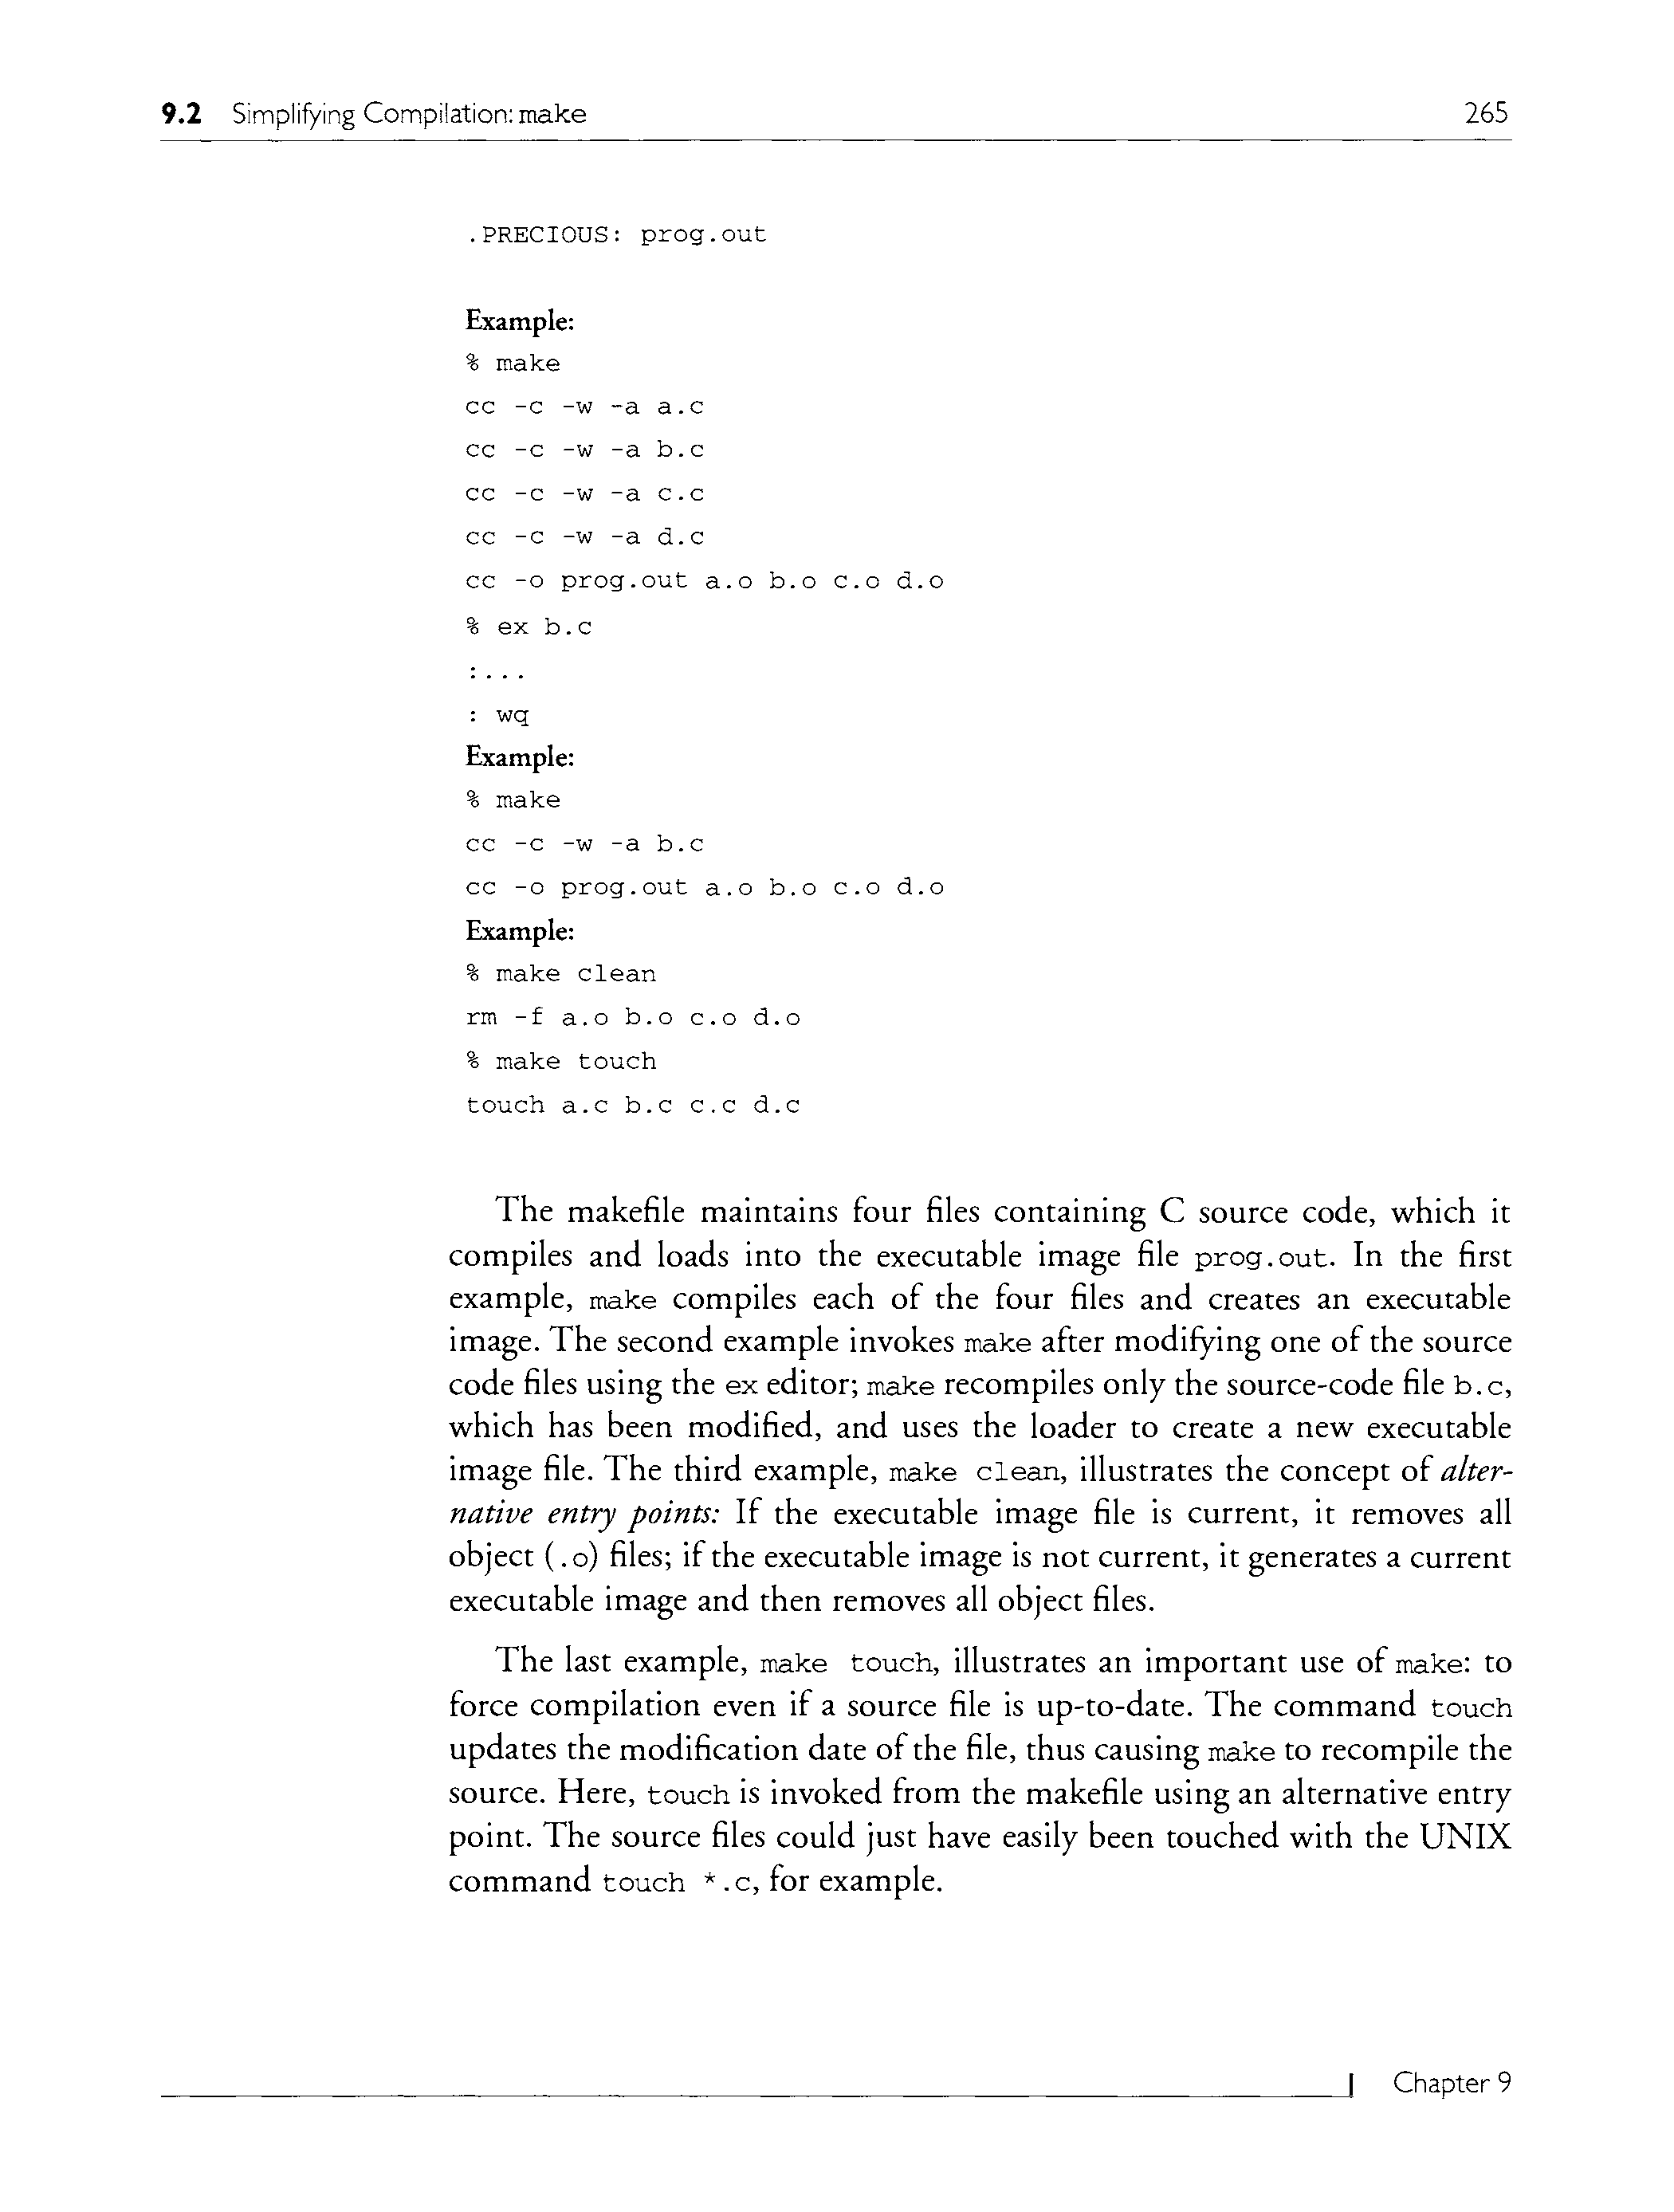 9.2 Simplifying Compilation: make 265
.PRECIOUS: prog.out
Example:
% make
cc -c -w -a a.c
cc -c -w -a b.c
cc -c -w -a c.c
cc -c -w -a d.c
cc -o prog.out a.o b.o c.o d.o
% ex b.c
:...
: wq
Example:
% make
cc -c -w -a b.c
cc -o prog.out a.o b.o c.o d.o
Example:
% make clean
rm -f a.o b.o c.o d.o
% make touch
touch a.c b.c c.c d.c
The makefile maintains four files containing C source code, which it
compiles and loads into the executable image file prog.out. In the first
example, make compiles each of the four files and creates an executable
image. The second example invokes make after modifying one of the source
code files using the ex editor; make recompiles only the source-code file b.c,
which has been modified, and uses the loader to create a new executable
image file. The third example, make clean, illustrates the concept of alter-
native entry points: If the executable image file is current, it removes all
object (.o) files; if the executable image is not current, it generates a current
executable image and then removes all object files.
The last example, make touch, illustrates an important use of make: to
force compilation even if a source file is up-to-date. The command touch
updates the modification date of the file, thus causing make to recompile the
source. Here, touch is invoked from the makefile using an alternative entry
point. The source files could just have easily been touched with the UNIX
command touch *.c, for example.
Chapter 9